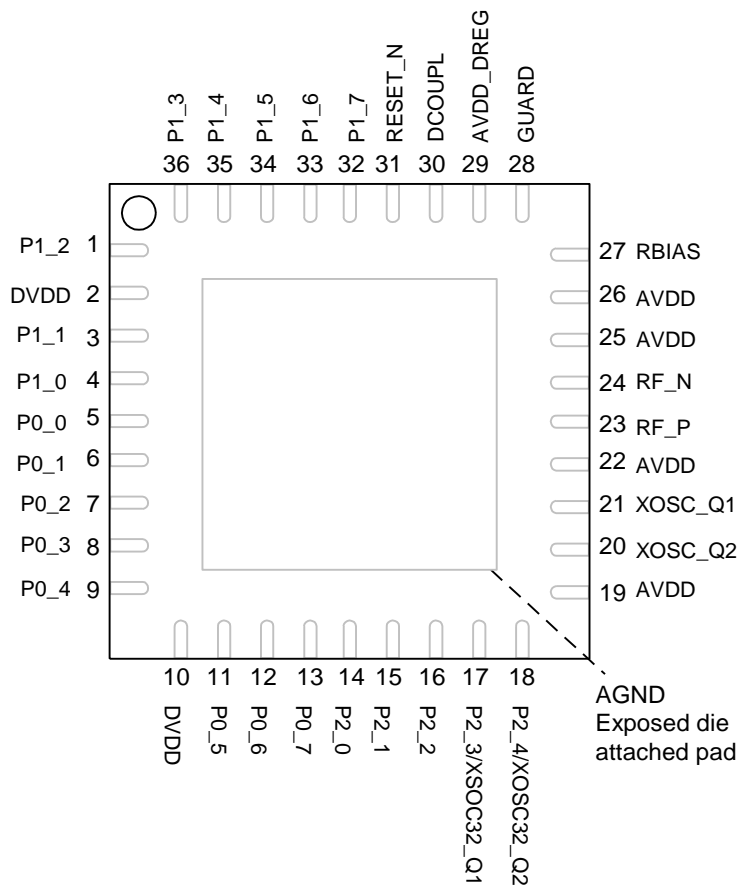 P1_3
P1_4
P1_5
P1_6
P1_7
RESET_N
DCOUPL
AVDD_DREG
GUARD
36 35 34 33 32 31 30 29 28
P1_2 1
DVDD 2
P1_1 3
P1_0 4
P0_0 5
P0_1 6
P0_2 7
P0_3 8
P0_4 9
27 RBIAS
26 AVDD
25 AVDD
24 RF_N
23 RF_P
22 AVDD
21 XOSC_Q1
20 XOSC_Q2
19 AVDD
10 11 12 13 14 15 16 17 18
DVDD
P0_5
P0_6
P0_7
P2_0
P2_1
P2_2
P2_3/XSOC32_Q1
P2_4/XOSC32_Q2
AGND
Exposed die
attached pad